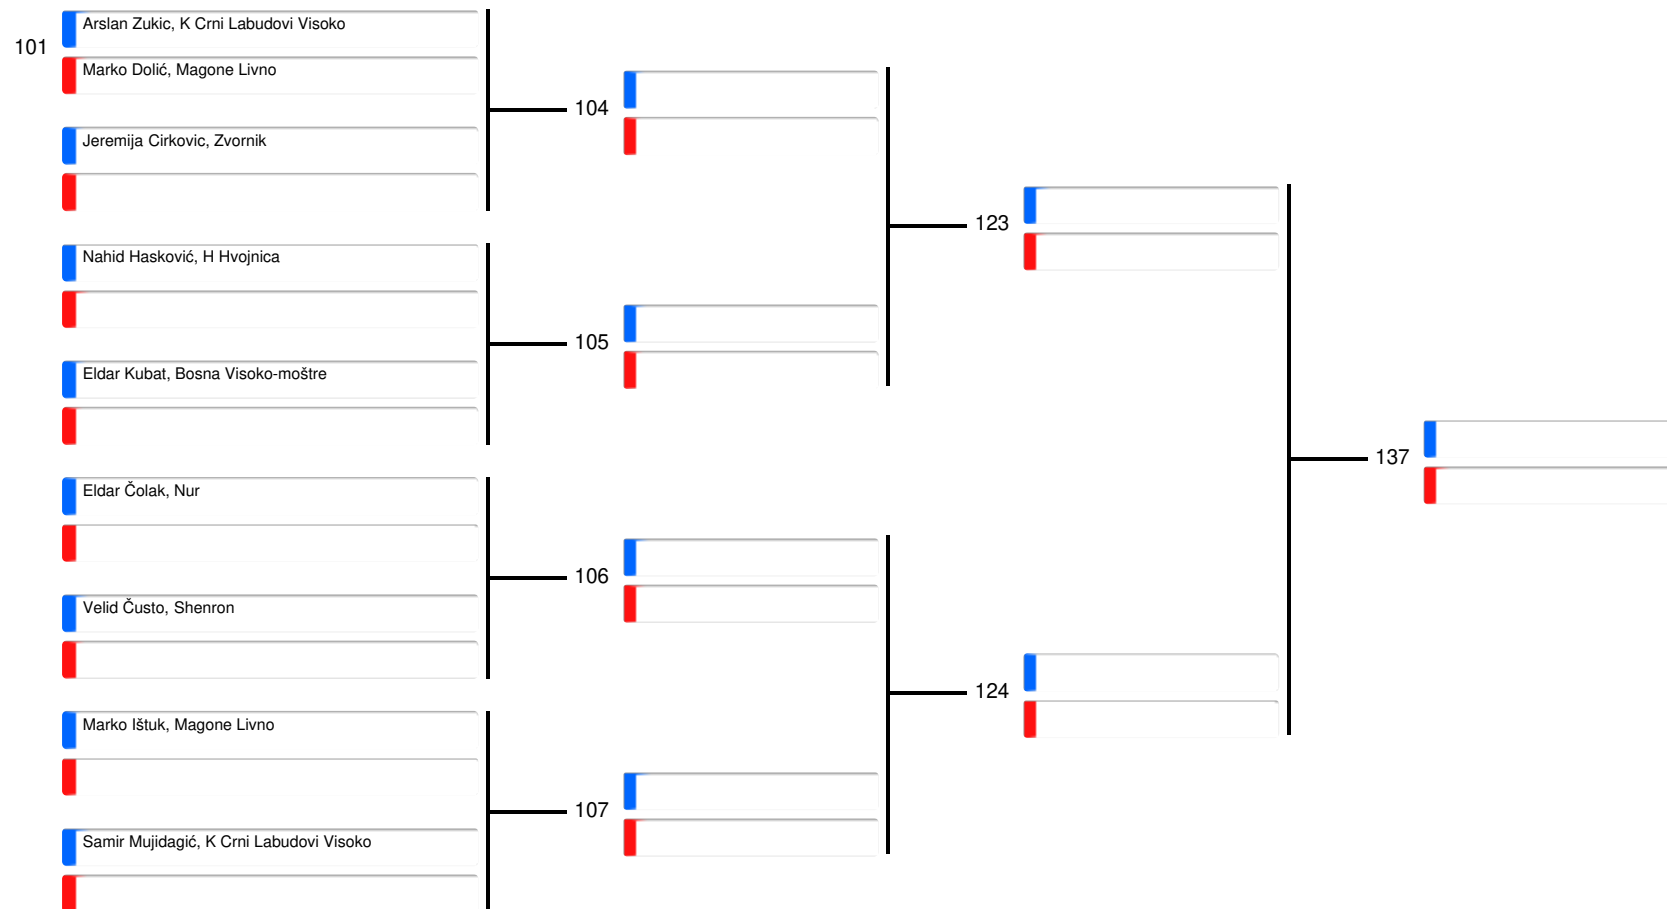 Arslan Zukic, K Crni Labudovi Visoko
101
Marko Dolić, Magone Livno
104
Jeremija Cirkovic, Zvornik
123
Nahid Hasković, H Hvojnica
105
Eldar Kubat, Bosna Visoko-moštre
137
Eldar Čolak, Nur
106
Velid Čusto, Shenron
124
Marko Ištuk, Magone Livno
107
Samir Mujidagić, K Crni Labudovi Visoko